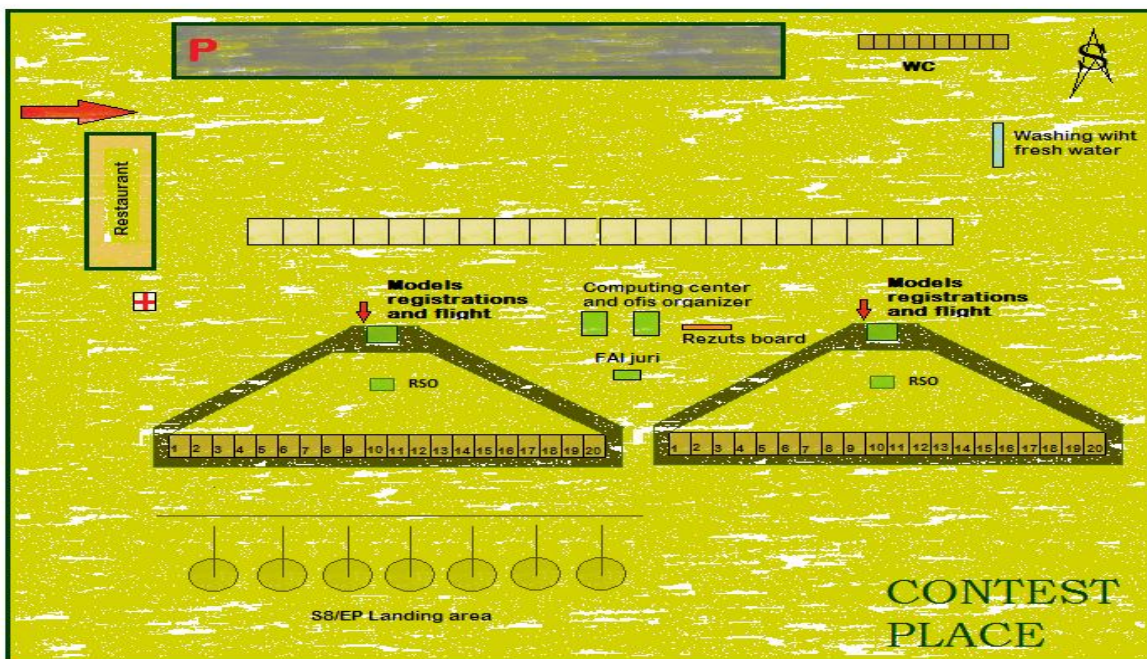 P
WC
S
Washing wiht
fresh water
Restaurant
Models
registrations
and flight
Computing center
and ofis organizer
Models
registrations
and flight
Rezuts board
FAI juri
RSO
RSO
1 2 3 4 5 6 7 8 9 10 11 12 13 14 15 16 17 18 19 20
1 2 3 4 5 6 7 8 9 10 11 12 13 14 15 16 17 18 19 20
S8/EP Landing area
CONTEST
PLACE